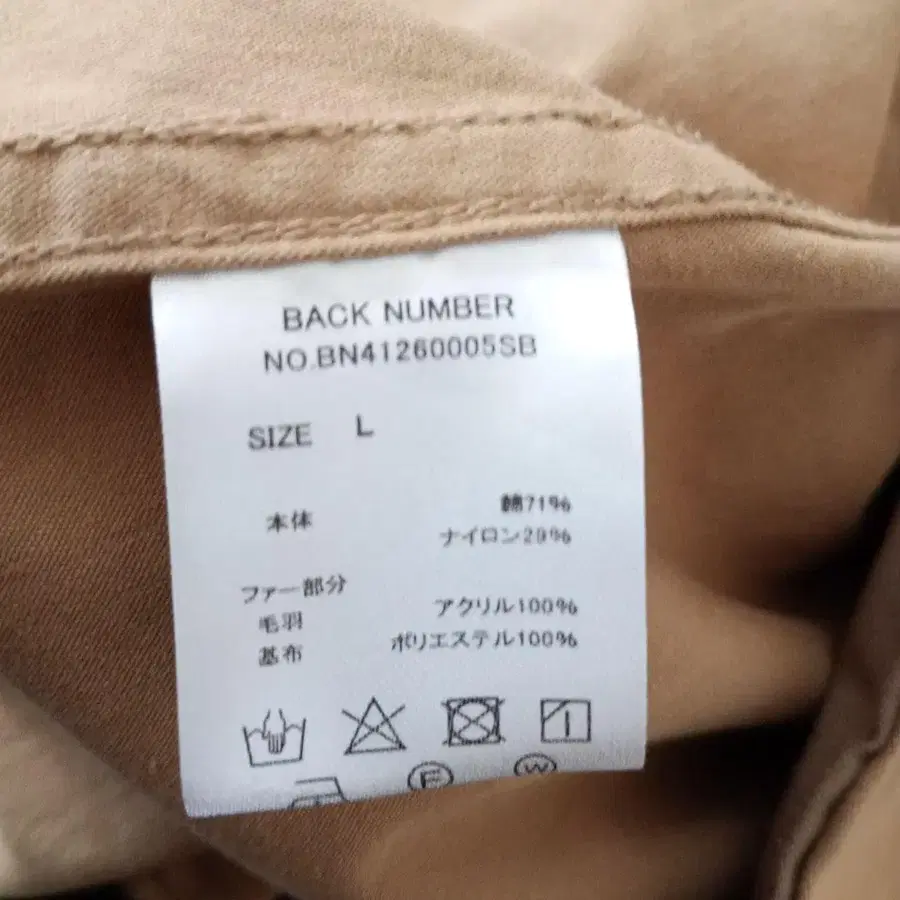 BACK NUMBER
NO.BN41260005SB
SIZE L
本体 綿71%
ナイロン29%
ファー部分
毛羽 アクリル100%
基布 ポリエステル100%
F W